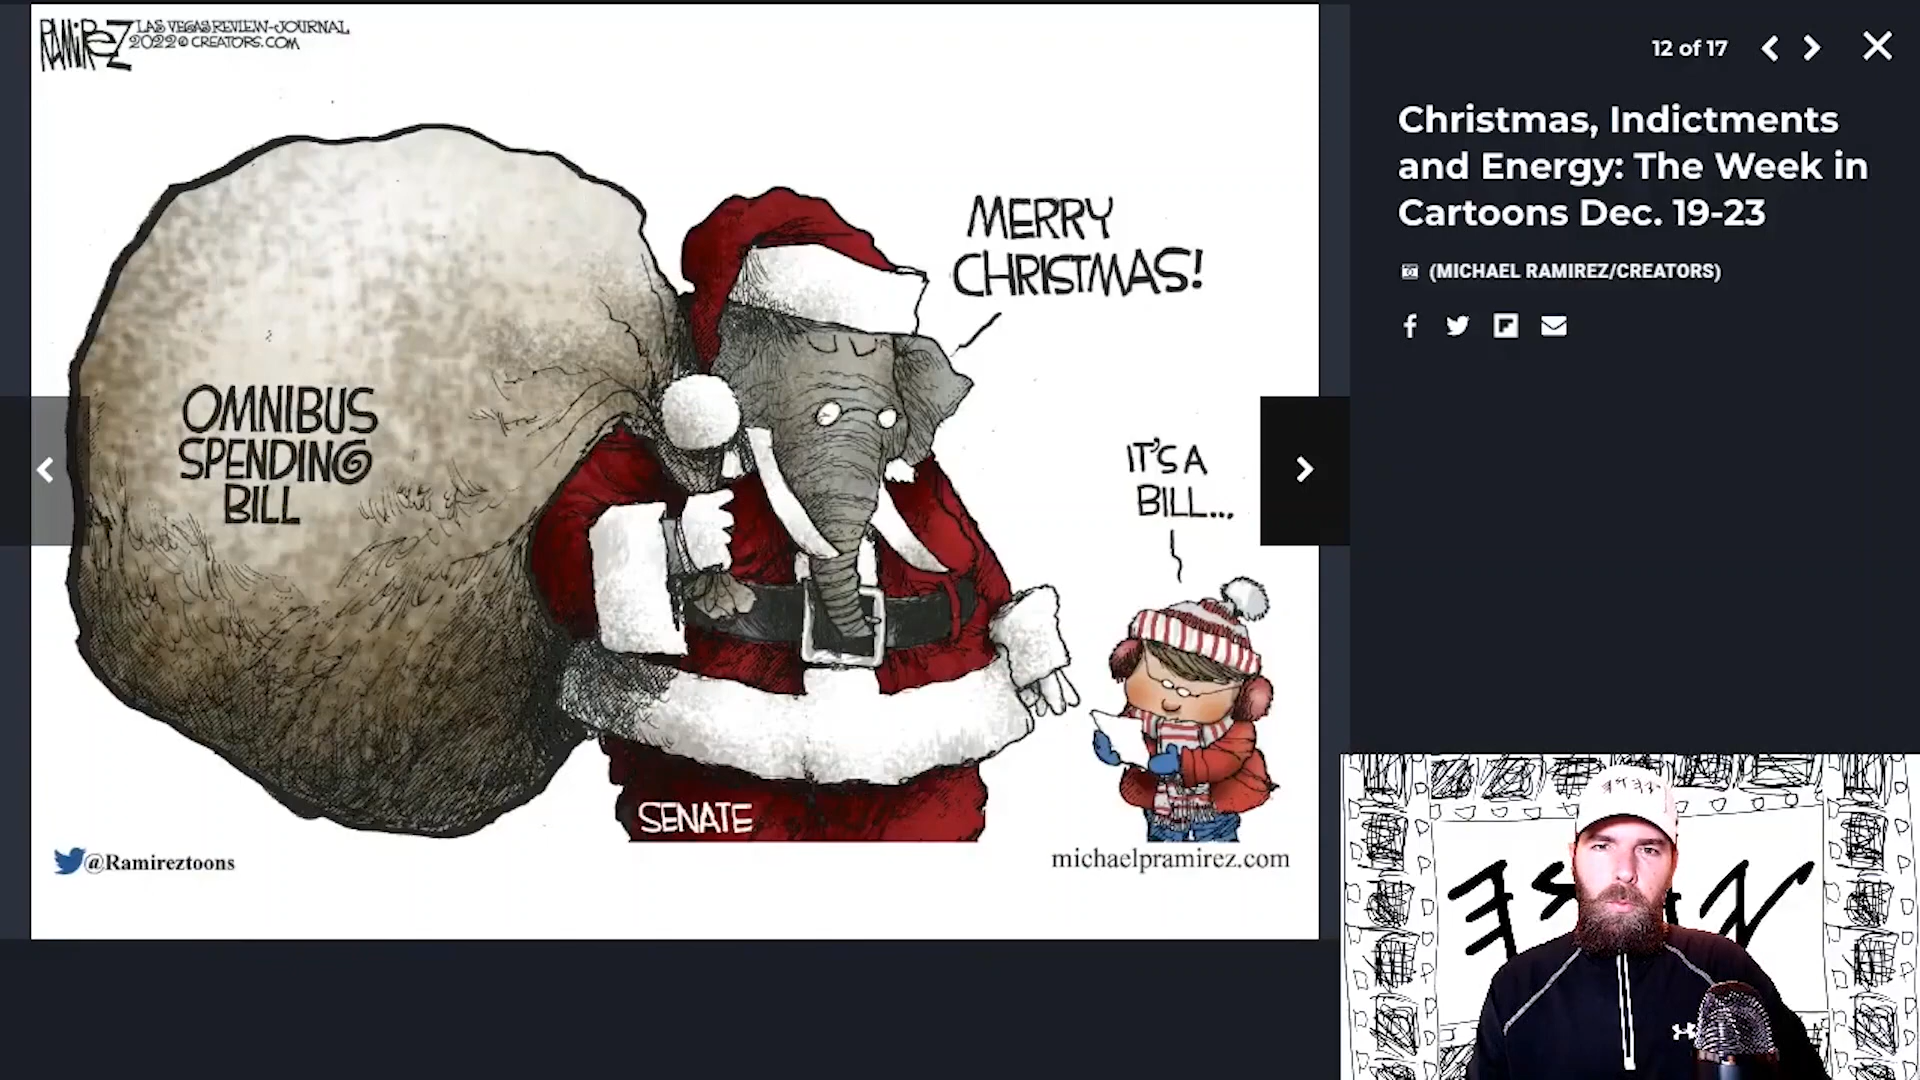 RAMIREZ
LAS VEGAS REVIEW-JOURNAL
2022 © CREATORS.COM
MERRY
CHRISTMAS!
OMNIBUS
SPENDING
BILL
IT'S A
BILL...
SENATE
@Ramireztoons
michaelpramirez.com
12 of 17
Christmas, Indictments
and Energy: The Week in
Cartoons Dec. 19-23
(MICHAEL RAMIREZ/CREATORS)